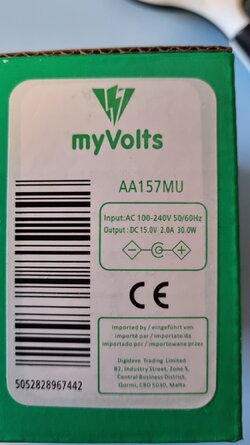 myVolts
AA157MU
Input:AC 100-240V 50/60Hz
Output : DC 15.0V 2.0A 30.0W
CE
imported by / eingeführt von
importé par / importato da
importado por / importowane przez
Digidave Trading Limited
B2, Industry Street, Zone 5,
Central Business District,
Qormi, CBD 5030, Malta
5052828967442